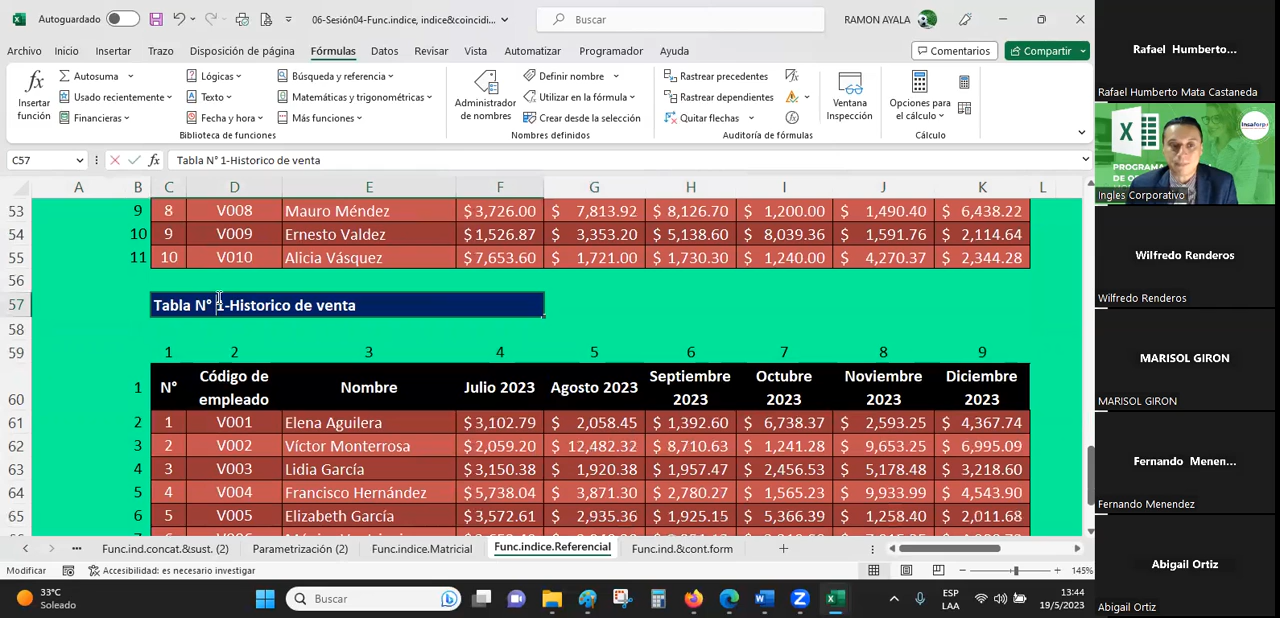 Autoguardado 06-Sesión04-Func.indice, indice&coincidi... Buscar RAMON AYALA
Archivo Inicio Insertar Trazo Disposición de página Fórmulas Datos Revisar Vista Automatizar Programador Ayuda Comentarios Compartir
Insertar función
Autosuma Lógicas Búsqueda y referencia
Usado recientemente Texto Matemáticas y trigonométricas
Financieras Fecha y hora Más funciones
Biblioteca de funciones
Administrador de nombres
Definir nombre
Utilizar en la fórmula
Crear desde la selección
Nombres definidos
Rastrear precedentes
Rastrear dependientes
Quitar flechas
Auditoría de fórmulas
Ventana Inspección
Opciones para el cálculo
Cálculo
C57 fx Tabla N° 1-Historico de venta
A B C D E F G H I J K L
53 9 8 V008 Mauro Méndez $3,726.00 $ 7,813.92 $ 8,126.70 $ 1,200.00 $ 1,490.40 $ 6,438.22
54 10 9 V009 Ernesto Valdez $1,526.87 $ 3,353.20 $ 5,138.60 $ 8,039.36 $ 1,591.76 $ 2,114.64
55 11 10 V010 Alicia Vásquez $7,653.60 $ 1,721.00 $ 1,730.30 $ 1,240.00 $ 4,270.37 $ 2,344.28
56
57 Tabla N° 1-Historico de venta
58
59 1 2 3 4 5 6 7 8 9
60 1 N° Código de empleado Nombre Julio 2023 Agosto 2023 Septiembre 2023 Octubre 2023 Noviembre 2023 Diciembre 2023
61 2 1 V001 Elena Aguilera $3,102.79 $ 2,058.45 $ 1,392.60 $ 6,738.37 $ 2,593.25 $ 4,367.74
62 3 2 V002 Víctor Monterrosa $2,059.20 $ 12,482.32 $ 8,710.63 $ 1,241.28 $ 9,653.25 $ 6,995.09
63 4 3 V003 Lidia García $3,150.38 $ 1,920.38 $ 1,957.47 $ 2,456.53 $ 5,178.48 $ 3,218.60
64 5 4 V004 Francisco Hernández $5,738.04 $ 3,871.30 $ 2,780.27 $ 1,565.23 $ 9,933.99 $ 4,543.90
65 6 5 V005 Elizabeth García $3,572.61 $ 2,935.36 $ 1,925.15 $ 5,366.39 $ 1,258.40 $ 2,011.68
Func.ind.concat.&sust. (2) Parametrización (2) Func.indice.Matricial Func.indice.Referencial Func.ind.&cont.form
Modificar Accesibilidad: es necesario investigar 145%
33°C
Soleado
Buscar
ESP
LAA
13:44
19/5/2023
Rafael Humberto...
Rafael Humberto Mata Castaneda
Insaforp
PROGRAMA
Ingles Corporativo
Wilfredo Renderos
Wilfredo Renderos
MARISOL GIRON
MARISOL GIRON
Fernando Menen...
Fernando Menendez
Abigail Ortiz
Abigail Ortiz